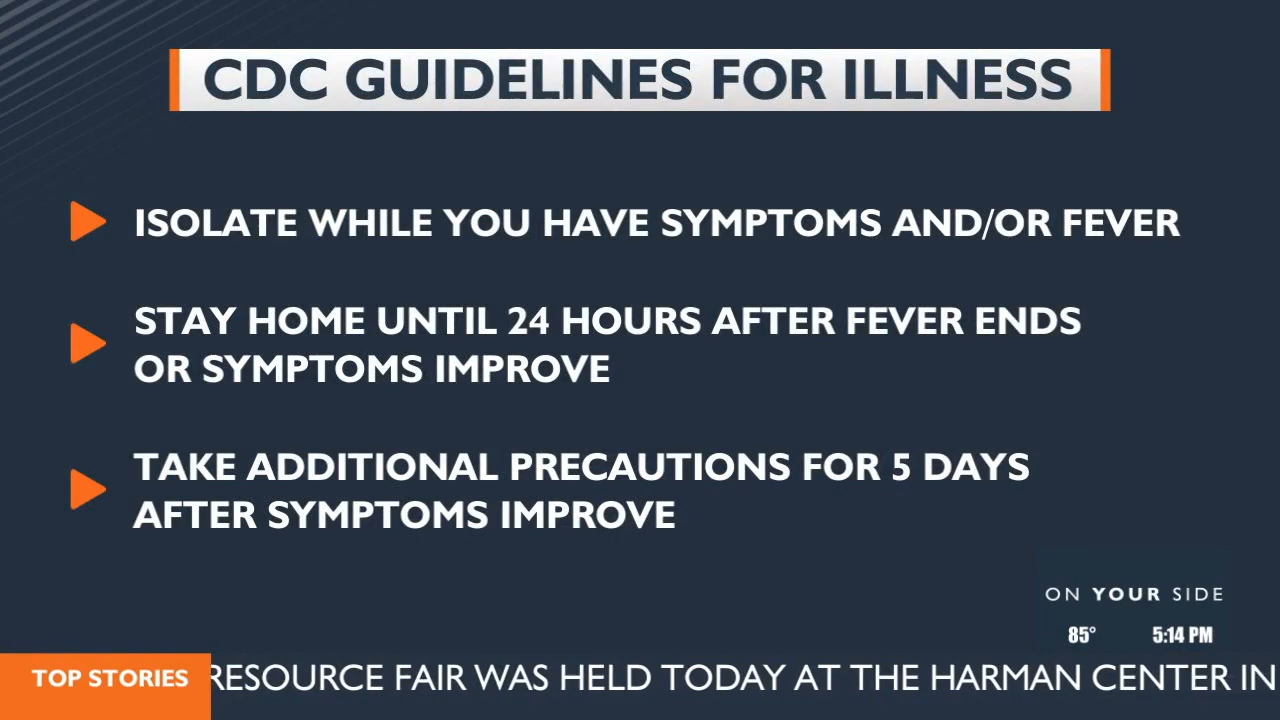 CDC GUIDELINES FOR ILLNESS
ISOLATE WHILE YOU HAVE SYMPTOMS AND/OR FEVER
STAY HOME UNTIL 24 HOURS AFTER FEVER ENDS
OR SYMPTOMS IMPROVE
TAKE ADDITIONAL PRECAUTIONS FOR 5 DAYS
AFTER SYMPTOMS IMPROVE
ON YOUR SIDE
85° 5:14 PM
TOP STORIES RESOURCE FAIR WAS HELD TODAY AT THE HARMAN CENTER IN